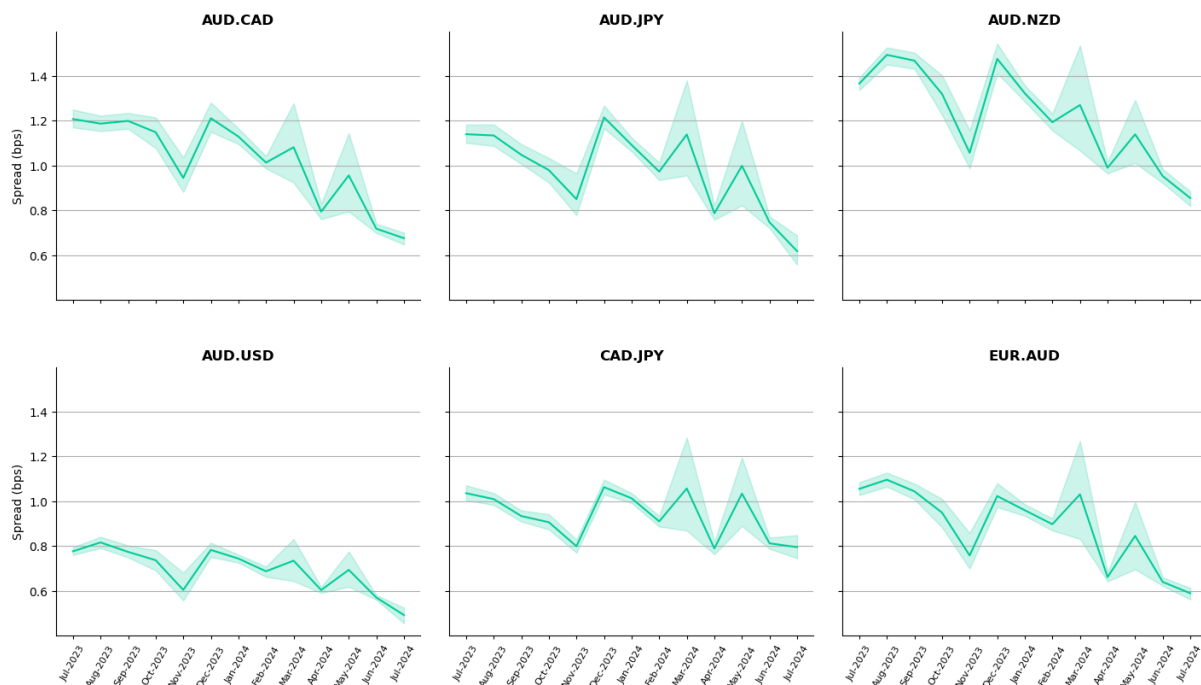 AUD.CAD
AUD.JPY
AUD.NZD
Spread (bps)
1.4
1.2
1.0
0.8
0.6
AUD.USD
CAD.JPY
EUR.AUD
Spread (bps)
1.4
1.2
1.0
0.8
0.6
Jul-2023
Aug-2023
Sep-2023
Oct-2023
Nov-2023
Dec-2023
Jan-2024
Feb-2024
Mar-2024
Apr-2024
May-2024
Jun-2024
Jul-2024
Jul-2023
Aug-2023
Sep-2023
Oct-2023
Nov-2023
Dec-2023
Jan-2024
Feb-2024
Mar-2024
Apr-2024
May-2024
Jun-2024
Jul-2024
Jul-2023
Aug-2023
Sep-2023
Oct-2023
Nov-2023
Dec-2023
Jan-2024
Feb-2024
Mar-2024
Apr-2024
May-2024
Jun-2024
Jul-2024